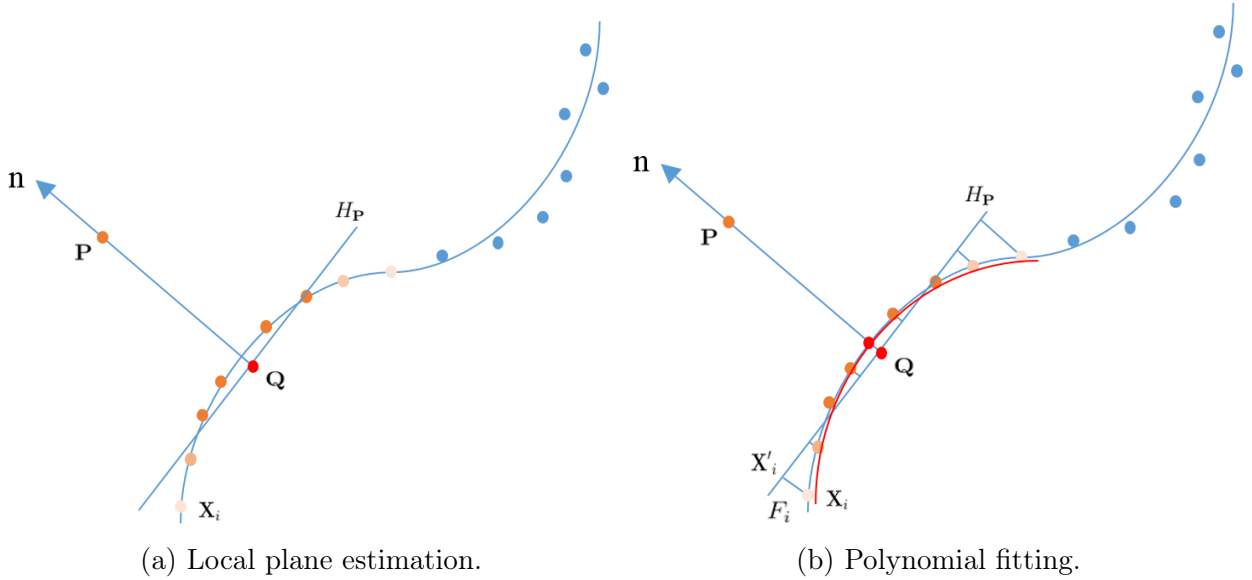 n
P
H_P
Q
X_i
(a) Local plane estimation.
n
P
H_P
Q
X'_i
F_i
X_i
(b) Polynomial fitting.